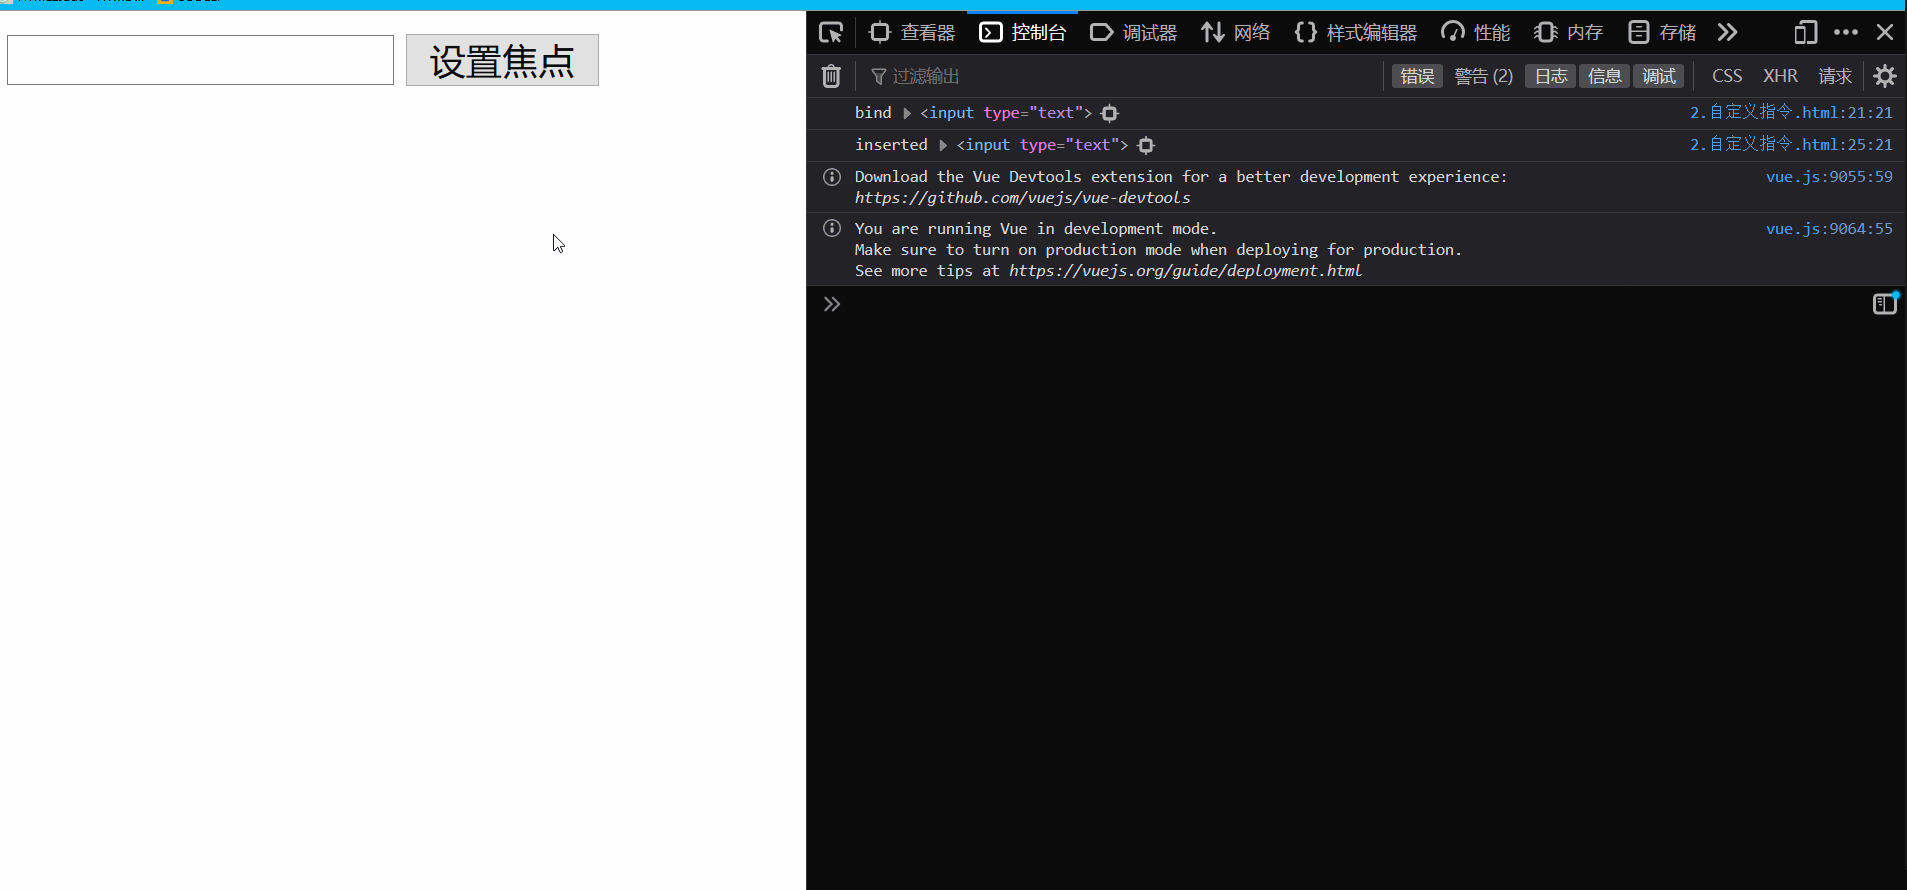 设置焦点
查看器 控制台 调试器 网络 样式编辑器 性能 内存 存储
过滤输出 错误 警告 (2) 日志 信息 调试 CSS XHR 请求
bind <input type="text"> 2.自定义指令.html:21:21
inserted <input type="text"> 2.自定义指令.html:25:21
Download the Vue Devtools extension for a better development experience: vue.js:9055:59
https://github.com/vuejs/vue-devtools
You are running Vue in development mode. vue.js:9064:55
Make sure to turn on production mode when deploying for production.
See more tips at https://vuejs.org/guide/deployment.html